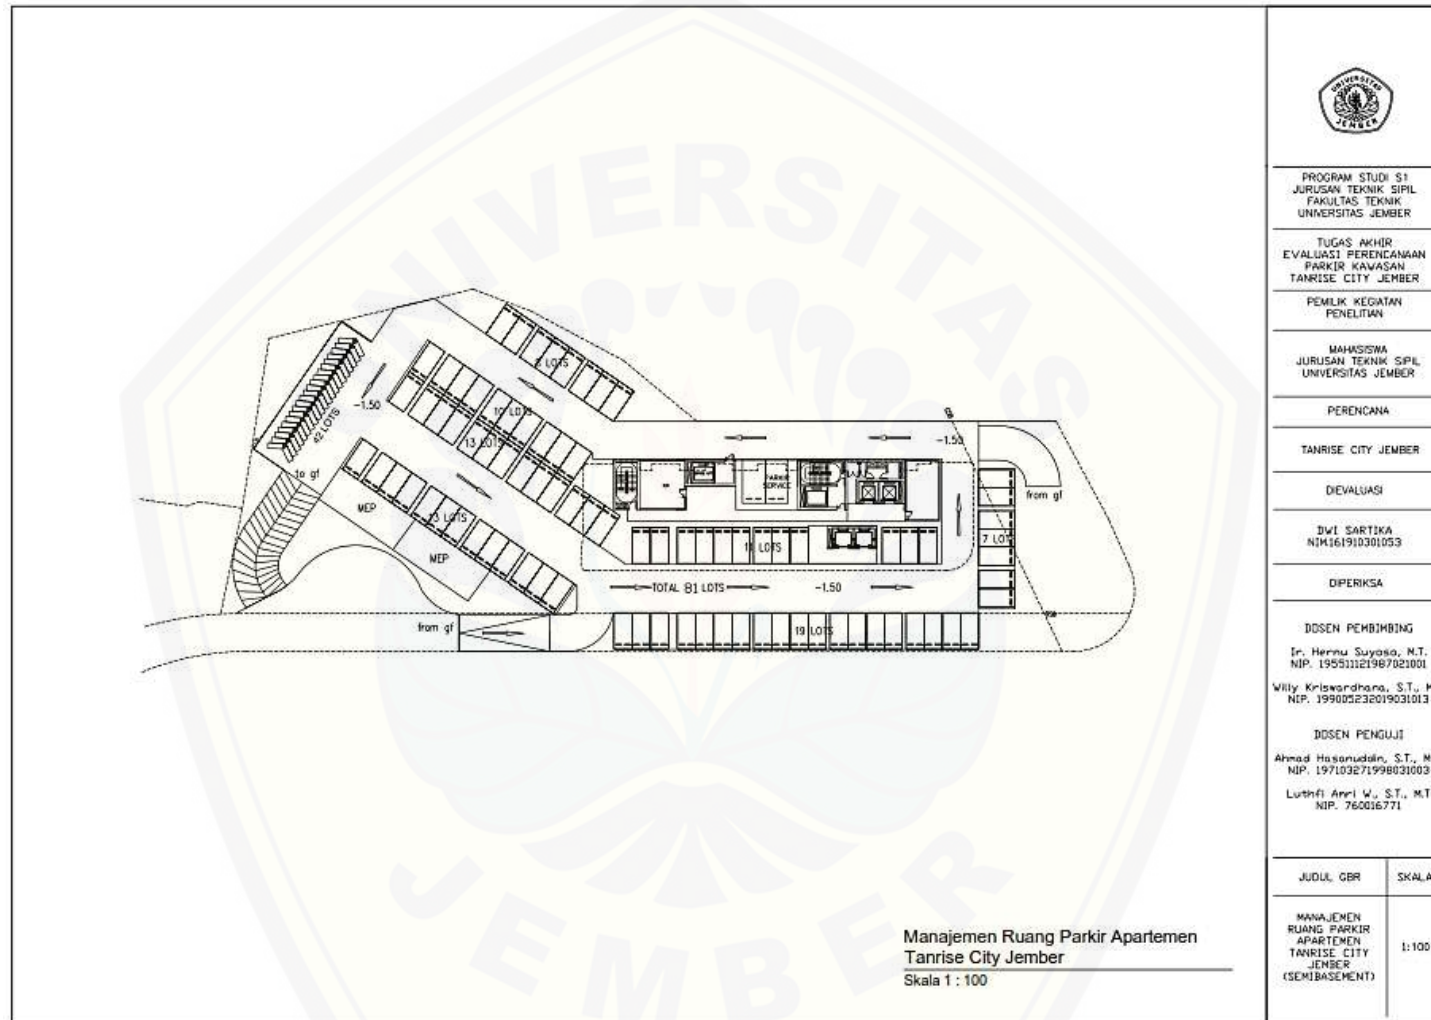 UNIVERSITAS
JEMBER
8 LOTS
10 LOTS
13 LOTS
42 LOTS
-1.50
to gf
MEP
13 LOTS
MEP
from gf
PARKIR
SERVICE
11 LOTS
TOTAL 81 LOTS
-1.50
19 LOTS
-1.50
from gf
7 LOT
Manajemen Ruang Parkir Apartemen
Tanrise City Jember
Skala 1 : 100
UNIVERSITAS
JEMBER
PROGRAM STUDI S1
JURUSAN TEKNIK SIPIL
FAKULTAS TEKNIK
UNIVERSITAS JEMBER
TUGAS AKHIR
EVALUASI PERENCANAAN
PARKIR KAWASAN
TANRISE CITY JEMBER
PEMILIK KEGIATAN
PENELITIAN
MAHASISWA
JURUSAN TEKNIK SIPIL
UNIVERSITAS JEMBER
PERENCANA
TANRISE CITY JEMBER
DIEVALUASI
DWI SARTIKA
NIM.161910301053
DIPERIKSA
DOSEN PEMBIMBING
Ir. Hernu Suyoso, M.T.
NIP. 195511121987021001
Willy Kriswardhana, S.T., M
NIP. 199005232019031013
DOSEN PENGUJI
Ahmad Hasanuddin, S.T., M
NIP. 197103271998031003
Luthfi Amri W., S.T., M.T
NIP. 760016771
JUDUL GBR
SKALA
MANAJEMEN
RUANG PARKIR
APARTEMEN
TANRISE CITY
JEMBER
(SEMIBASEMENT)
1:100